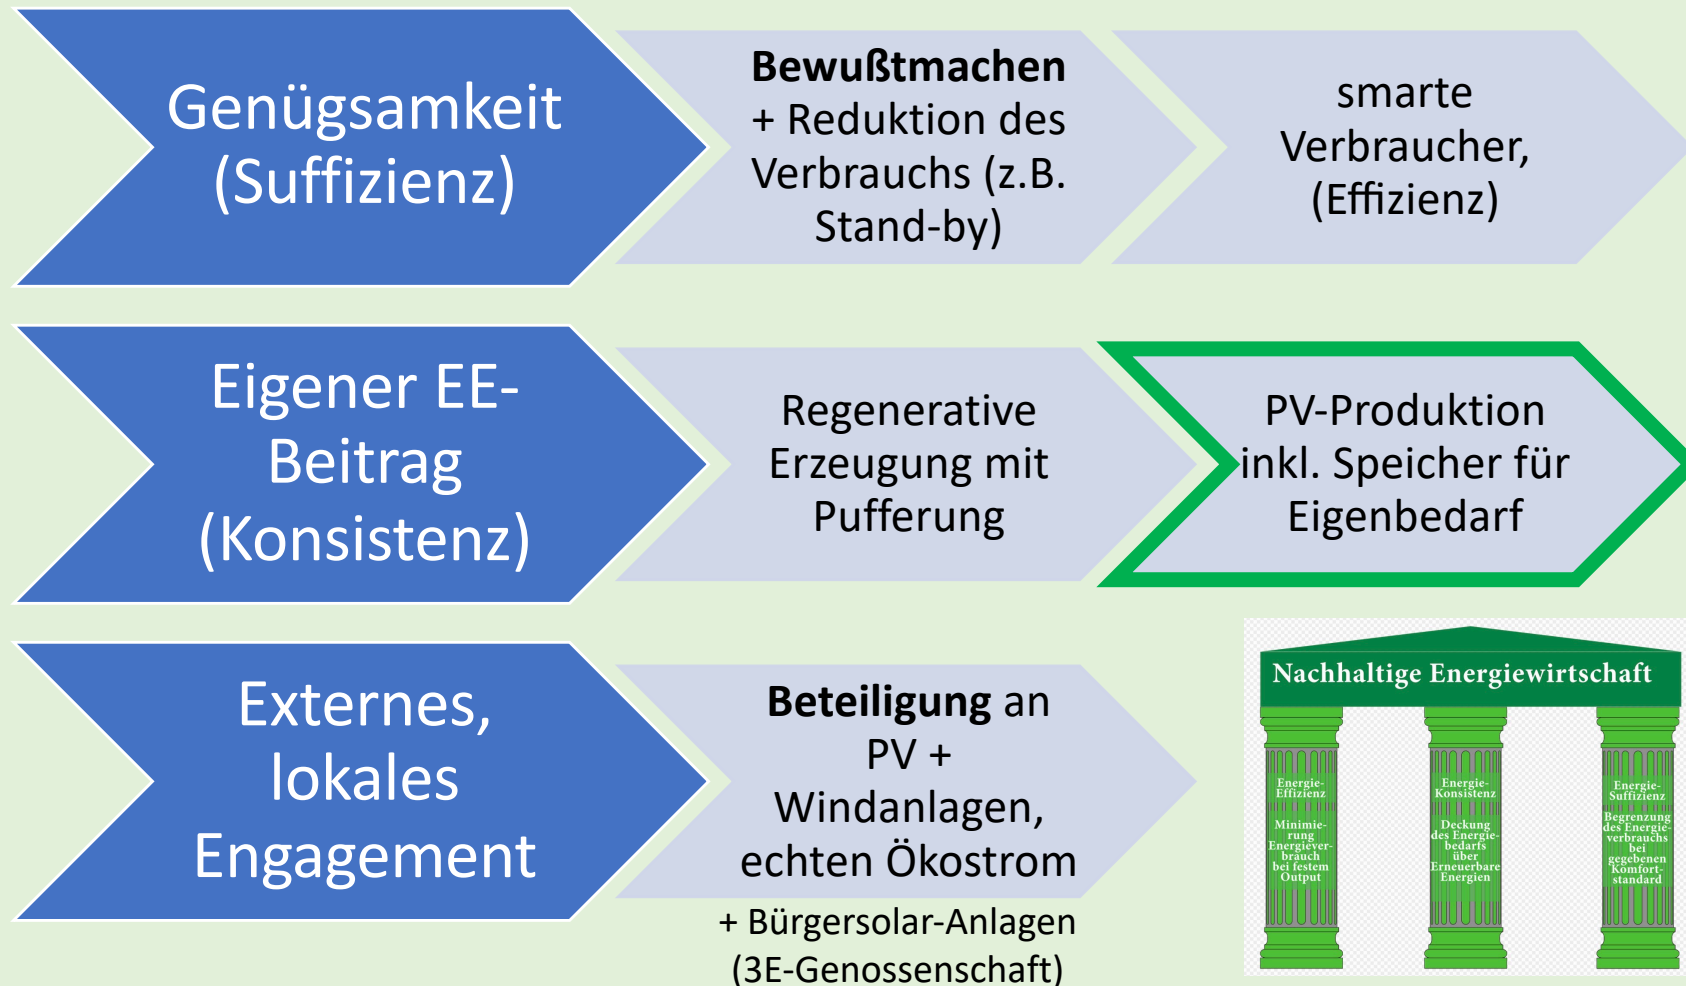 Genügsamkeit
(Suffizienz)
Bewußtmachen
+ Reduktion des
Verbrauchs (z.B.
Stand-by)
smarte
Verbraucher,
(Effizienz)
Eigener EE-
Beitrag
(Konsistenz)
Regenerative
Erzeugung mit
Pufferung
PV-Produktion
inkl. Speicher für
Eigenbedarf
Externes,
lokales
Engagement
Beteiligung an
PV +
Windanlagen,
echten Ökostrom
+ Bürgersolar-Anlagen
(3E-Genossenschaft)
Nachhaltige Energiewirtschaft
Energie-
Effizienz
Minimie-
rung
Energiever-
brauch
bei festem
Output
Energie-
Konsistenz
Deckung
des Energie-
bedarfs
über
Erneuerbare
Energien
Energie-
Suffizienz
Begrenzung
des Energie-
verbrauchs
bei
gegebenen
Komfort-
standard